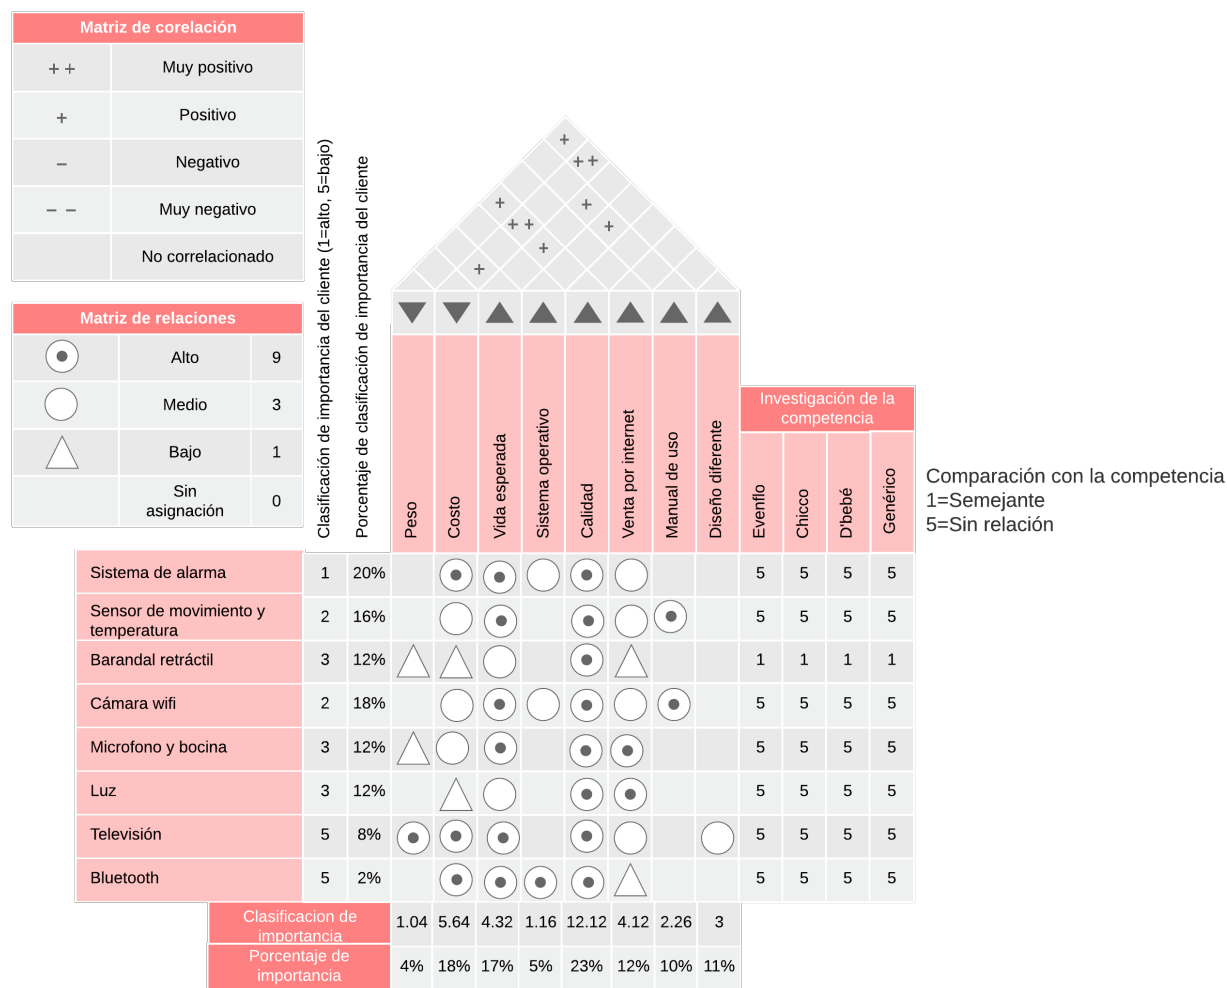 Matriz de corelación
+ + Muy positivo
+ Positivo
− Negativo
− − Muy negativo
No correlacionado
Matriz de relaciones
Alto 9
Medio 3
Bajo 1
Sin
asignación 0
Clasificación de importancia del cliente (1=alto, 5=bajo)
Porcentaje de clasificación de importancia del cliente
+
+ +
+
+
+ +
+
+
+
Peso
Costo
Vida esperada
Sistema operativo
Calidad
Venta por internet
Manual de uso
Diseño diferente
Investigación de la
competencia
Evenflo
Chicco
D'bebé
Genérico
Comparación con la competencia
1=Semejante
5=Sin relación
Sistema de alarma 1 20% 5 5 5 5
Sensor de movimiento y
temperatura 2 16% 5 5 5 5
Barandal retráctil 3 12% 1 1 1 1
Cámara wifi 2 18% 5 5 5 5
Microfono y bocina 3 12% 5 5 5 5
Luz 3 12% 5 5 5 5
Televisión 5 8% 5 5 5 5
Bluetooth 5 2% 5 5 5 5
Clasificacion de
importancia 1.04 5.64 4.32 1.16 12.12 4.12 2.26 3
Porcentaje de
importancia 4% 18% 17% 5% 23% 12% 10% 11%